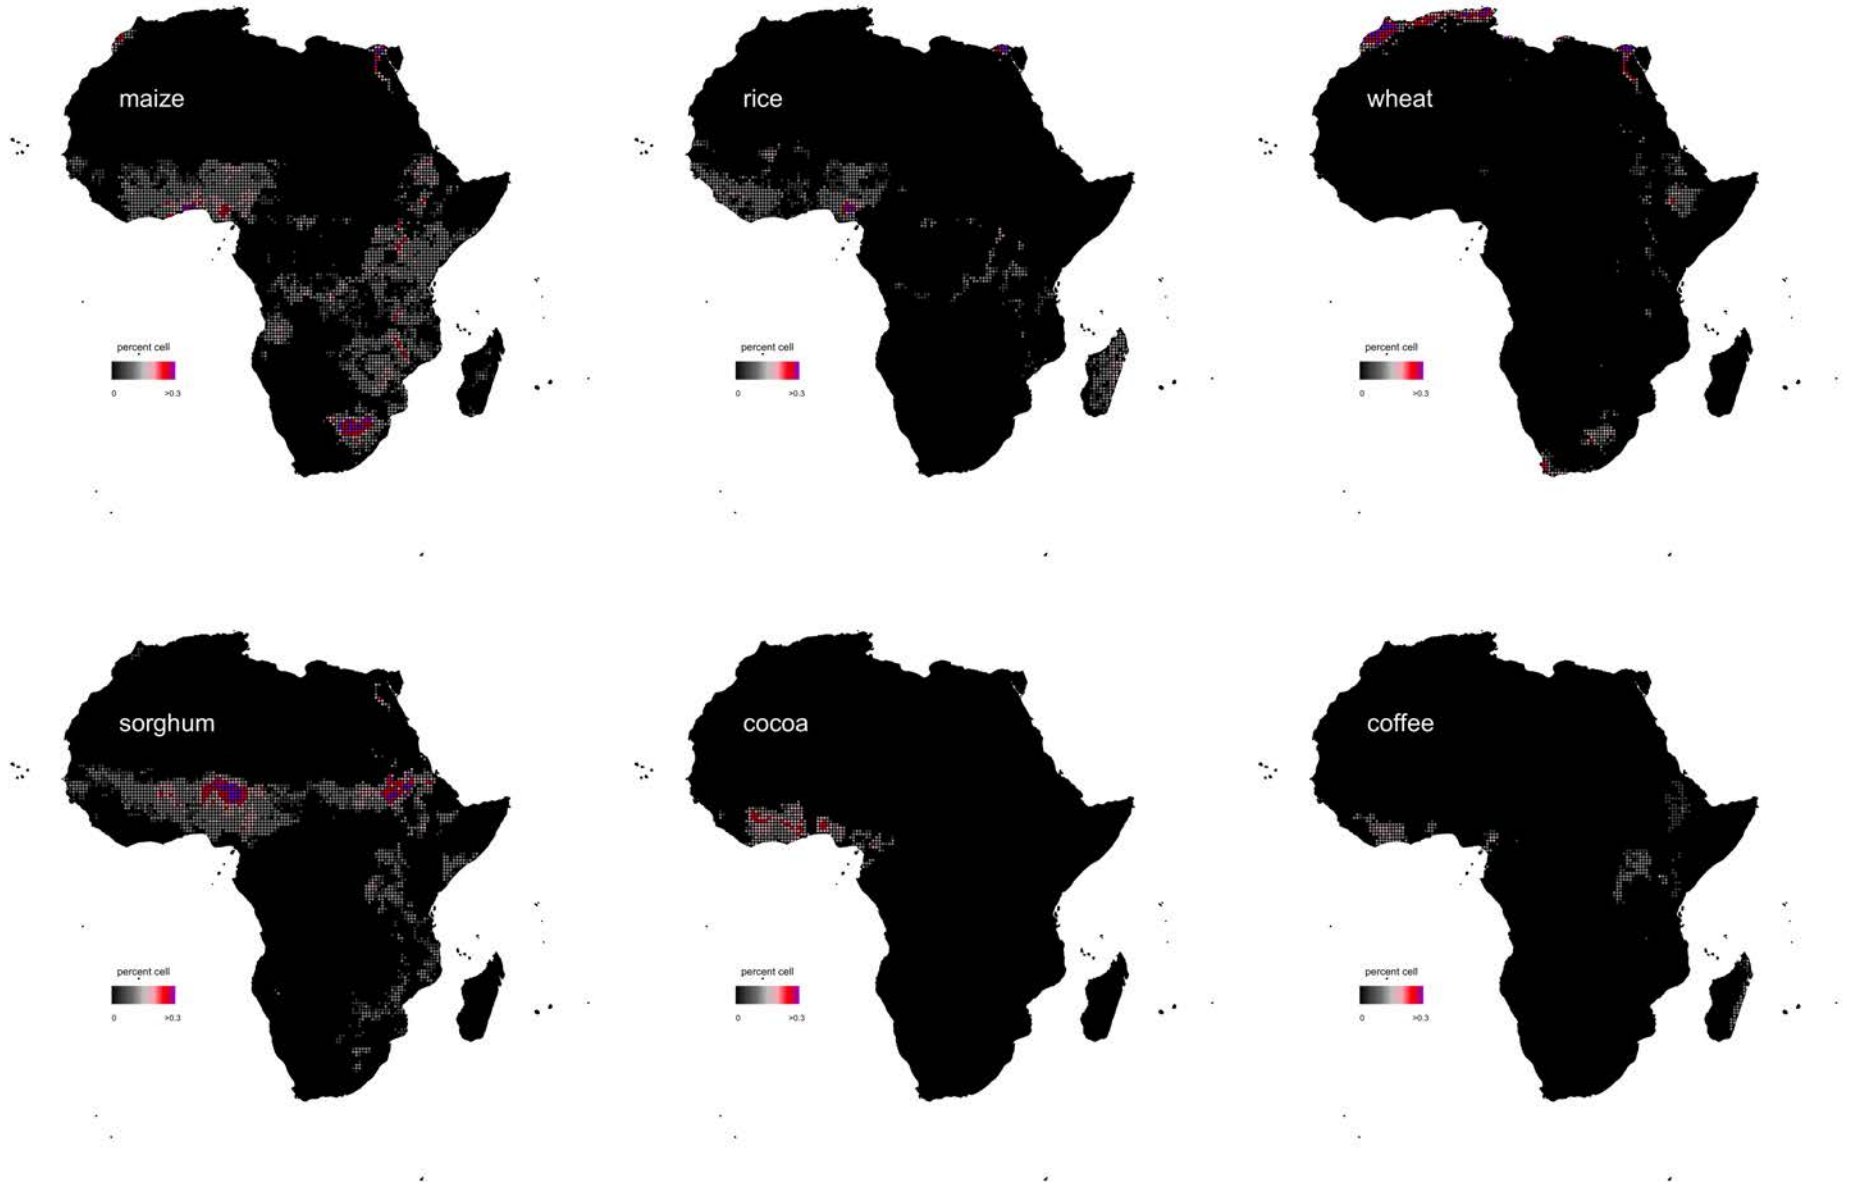 maize
rice
wheat
percent cell
0 >0.3
percent cell
0 >0.3
percent cell
0 >0.3
sorghum
cocoa
coffee
percent cell
0 >0.3
percent cell
0 >0.3
percent cell
0 >0.3